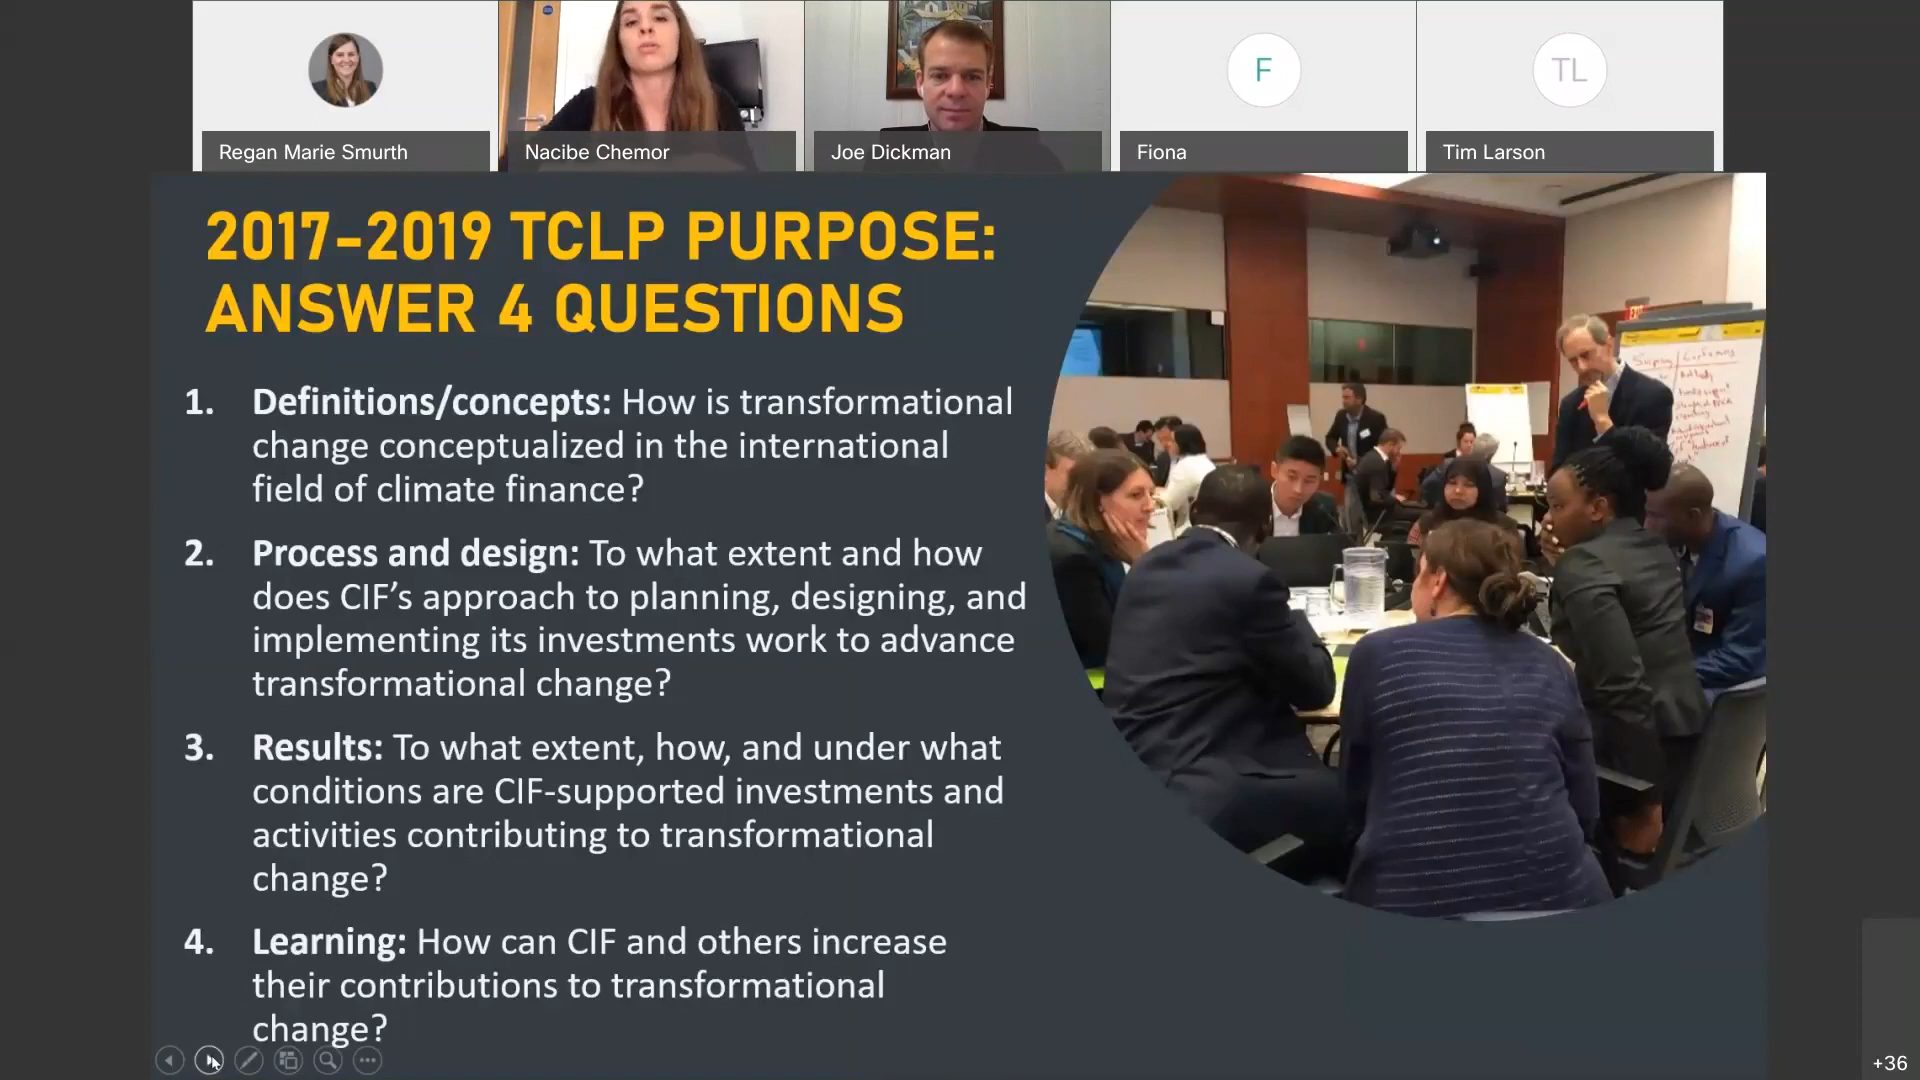 Regan Marie Smurth
Nacibe Chemor
Joe Dickman
F
Fiona
TL
Tim Larson
2017-2019 TCLP PURPOSE:
ANSWER 4 QUESTIONS
1. Definitions/concepts: How is transformational
change conceptualized in the international
field of climate finance?
2. Process and design: To what extent and how
does CIF’s approach to planning, designing, and
implementing its investments work to advance
transformational change?
3. Results: To what extent, how, and under what
conditions are CIF-supported investments and
activities contributing to transformational
change?
4. Learning: How can CIF and others increase
their contributions to transformational
change?
+36